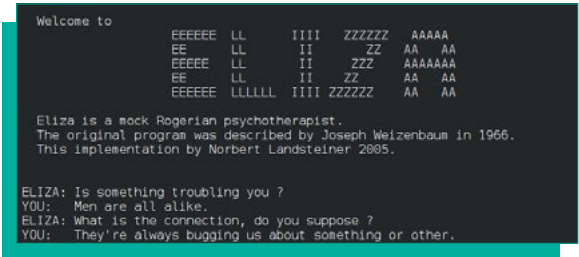 Welcome to
EEEEEE LL IIII ZZZZZZ AAAAA
EE LL II ZZ AA AA
EEEEE LL II ZZZ AAAAAAA
EE LL II ZZ AA AA
EEEEEE LLLLLL IIII ZZZZZZ AA AA
Eliza is a mock Rogerian psychotherapist.
The original program was described by Joseph Weizenbaum in 1966.
This implementation by Norbert Landsteiner 2005.
ELIZA: Is something troubling you ?
YOU: Men are all alike.
ELIZA: What is the connection, do you suppose ?
YOU: They're always bugging us about something or other.